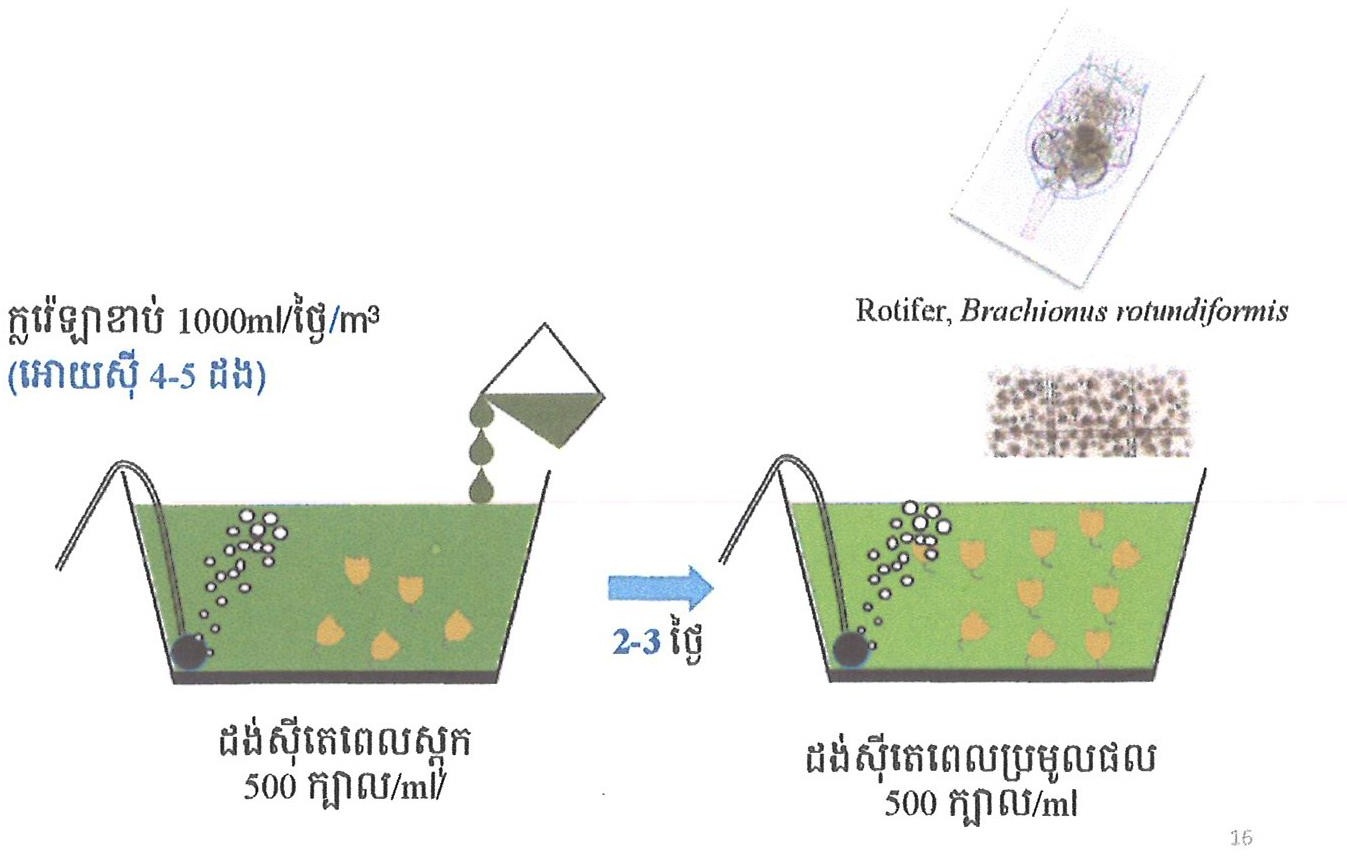 Rotifer, Brachionus rotundiformis
ក្លរ៉េឡាខាប់ 1000ml/ថ្ងៃ/m³
(អោយស៊ី 4-5 ដង)
2-3 ថ្ងៃ
ដង់ស៊ីតេពេលស្តុក
500 ក្បាល/ml/
ដង់ស៊ីតេពេលប្រមូលផល
500 ក្បាល/ml
16